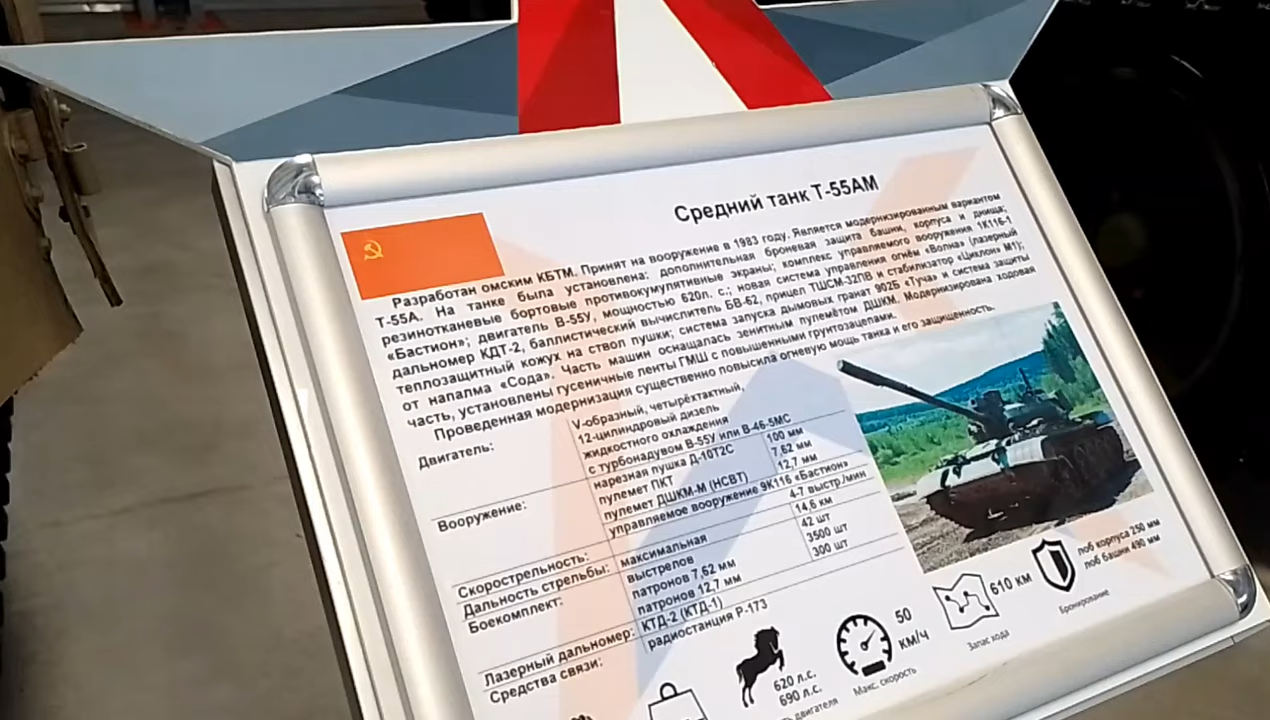 Средний танк Т-55АМ
Разработан омским КБТМ. Принят на вооружение в 1983 году. Является модернизированным вариантом
Т-55А. На танке была установлена: дополнительная броневая защита башни, корпуса и днища;
резинотканевые бортовые противокумулятивные экраны; комплекс управляемого вооружения 1К116-1
«Бастион»; двигатель В-55У, мощностью 620л. с.; новая система управления огнём «Волна» (лазерный
дальномер КДТ-2, баллистический вычислитель БВ-62, прицел ТШСМ-32ПВ и стабилизатор «Циклон» М1);
теплозащитный кожух на ствол пушки; система запуска дымовых гранат 902Б «Туча» и система защиты
от напалма «Сода». Часть машин оснащалась зенитным пулемётом ДШКМ. Модернизирована ходовая
часть, установлены гусеничные ленты ГМШ с повышенными грунтозацепами.
Проведенная модернизация существенно повысила огневую мощь танка и его защищенность.
Двигатель: V-образный, четырёхтактный,
12-цилиндровый дизель
жидкостного охлаждения
с турбонадувом В-55У или В-46-5МС
Вооружение: нарезная пушка Д-10Т2С 100 мм
пулемет ПКТ 7,62 мм
пулемет ДШКМ-М (НСВТ) 12,7 мм
управляемое вооружение 9К116 «Бастион»
Скорострельность: 4-7 выстр./мин
Дальность стрельбы: максимальная 14,6 км
Боекомплект: выстрелов 42 шт
патронов 7,62 мм 3500 шт
патронов 12,7 мм 300 шт
Лазерный дальномер: КТД-2 (КТД-1)
Средства связи: радиостанция Р-173
620 л.с.
690 л.с.
двигателя
50
км/ч
Макс. скорость
610 км
Запас хода
лоб корпуса 250 мм
лоб башни 490 мм
Бронирование